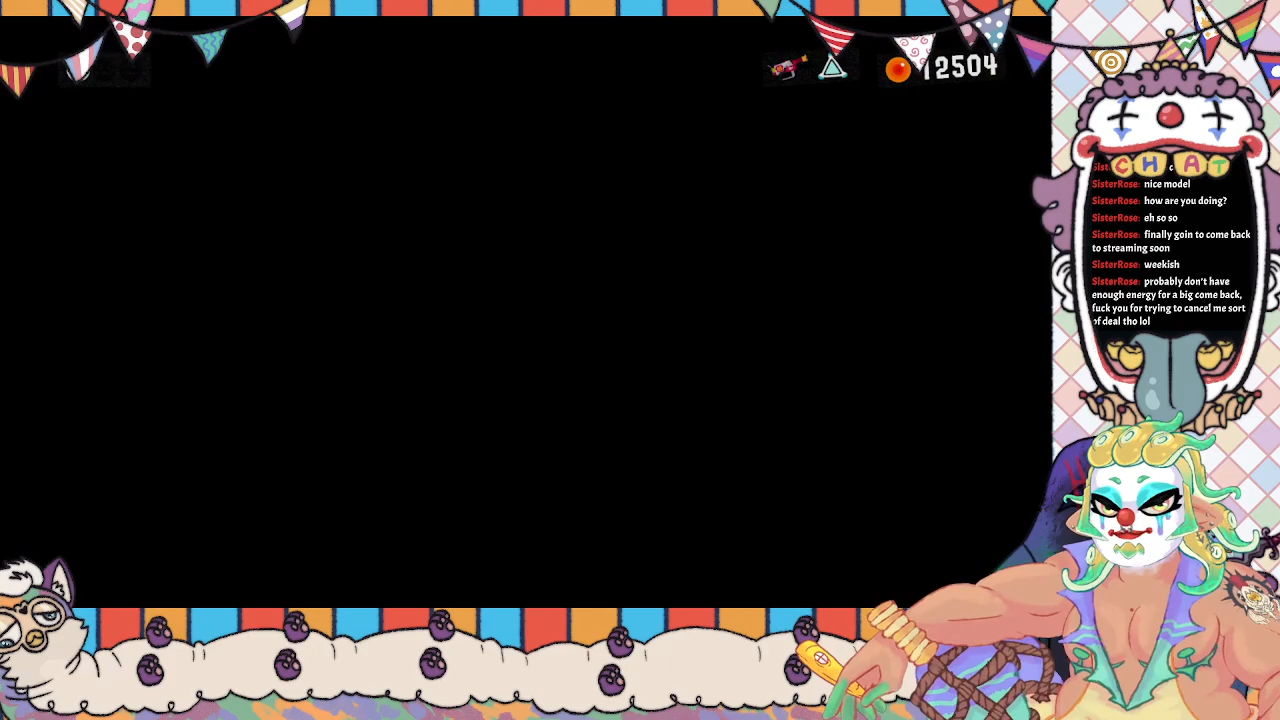 12504
CHAT
SisterRose: nice model
SisterRose: how are you doing?
SisterRose: eh so so
SisterRose: finally goin to come back
to streaming soon
SisterRose: weekish
SisterRose: probably don't have
enough energy for a big come back,
fuck you for trying to cancel me sort
of deal tho lol